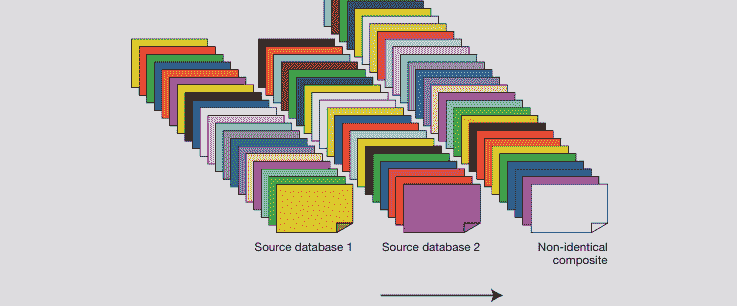 Source database 1
Source database 2
Non-identical
composite